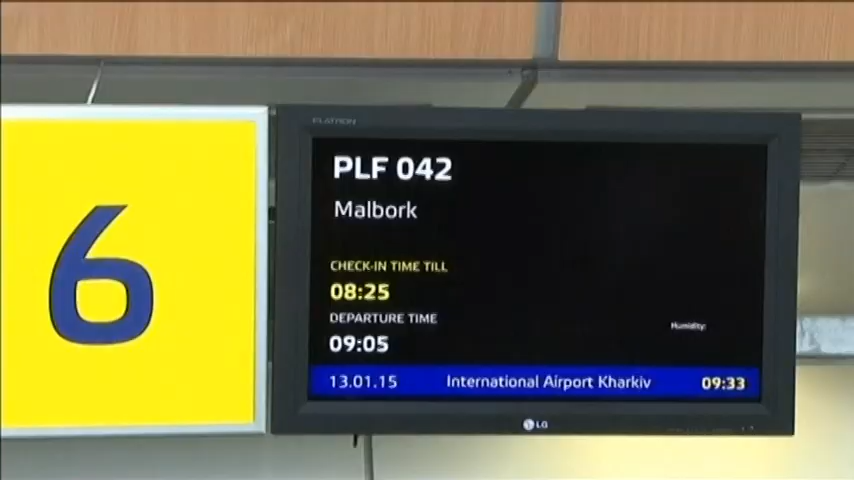 6
FLATRON
PLF 042
Malbork
CHECK-IN TIME TILL
08:25
DEPARTURE TIME
09:05
Humidity:
13.01.15 International Airport Kharkiv 09:33
LG